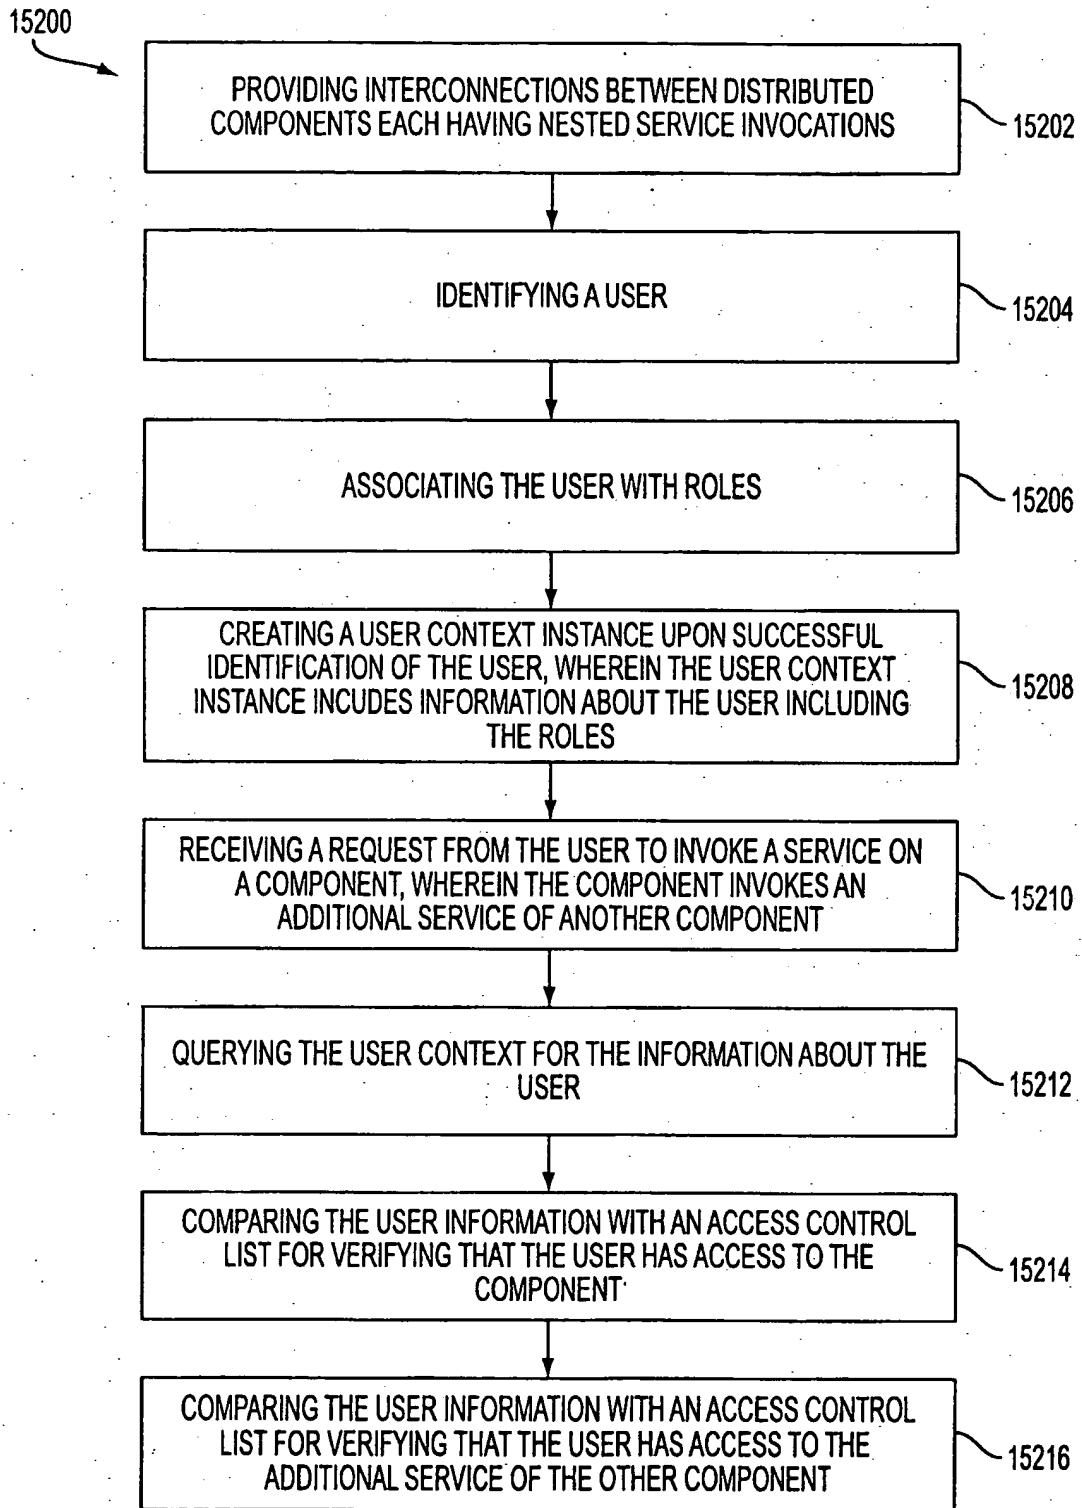 15200
PROVIDING INTERCONNECTIONS BETWEEN DISTRIBUTED
COMPONENTS EACH HAVING NESTED SERVICE INVOCATIONS
15202
IDENTIFYING A USER
15204
ASSOCIATING THE USER WITH ROLES
15206
CREATING A USER CONTEXT INSTANCE UPON SUCCESSFUL
IDENTIFICATION OF THE USER, WHEREIN THE USER CONTEXT
INSTANCE INCUDES INFORMATION ABOUT THE USER INCLUDING
THE ROLES
15208
RECEIVING A REQUEST FROM THE USER TO INVOKE A SERVICE ON
A COMPONENT, WHEREIN THE COMPONENT INVOKES AN
ADDITIONAL SERVICE OF ANOTHER COMPONENT
15210
QUERYING THE USER CONTEXT FOR THE INFORMATION ABOUT THE
USER
15212
COMPARING THE USER INFORMATION WITH AN ACCESS CONTROL
LIST FOR VERIFYING THAT THE USER HAS ACCESS TO THE
COMPONENT
15214
COMPARING THE USER INFORMATION WITH AN ACCESS CONTROL
LIST FOR VERIFYING THAT THE USER HAS ACCESS TO THE
ADDITIONAL SERVICE OF THE OTHER COMPONENT
15216